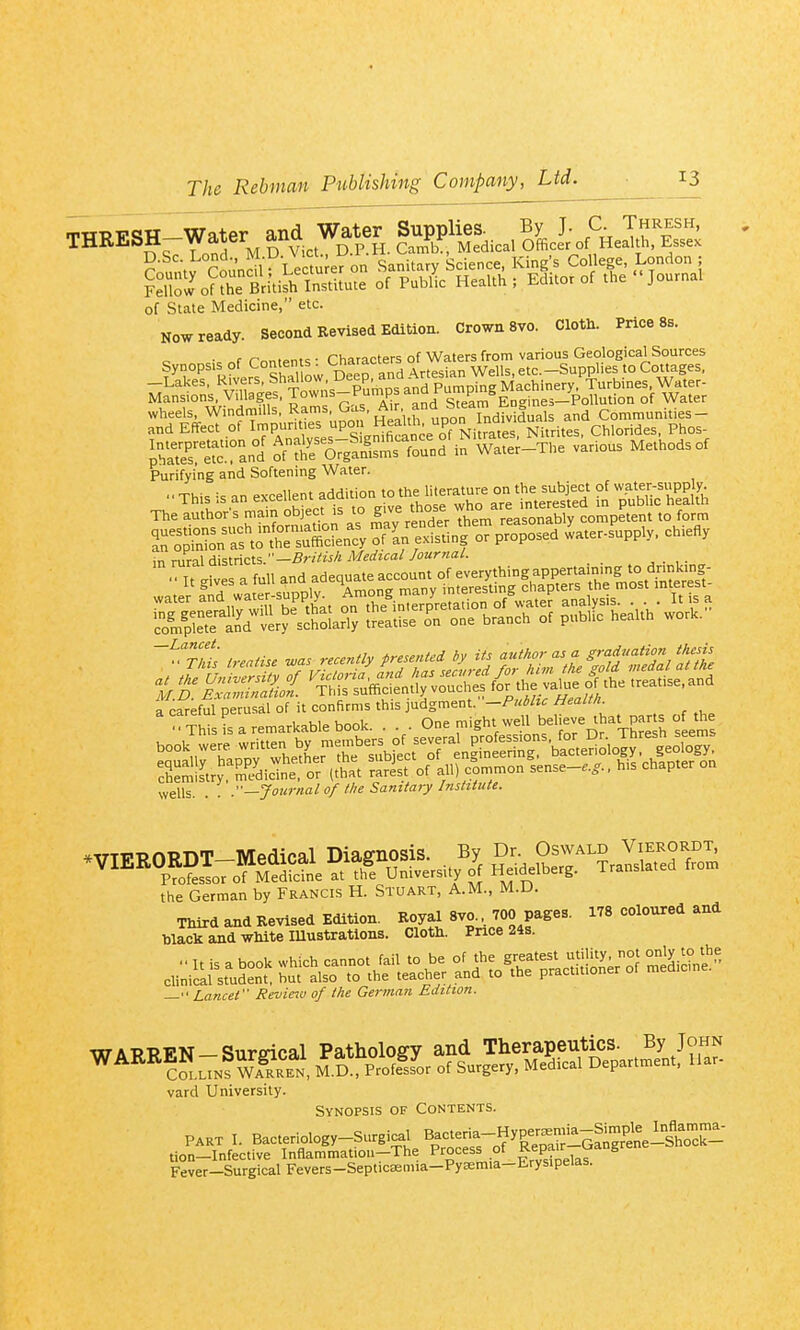 The Rebman Publishing Company, Ltd. 13
THRESH—Water and Water Supplies. By J. C. Thresh,
D.Sc. Lond., M.D. Vict., D.P.H. Camb., Medical Officer of Health, Essex
County Council; Lecturer on Sanitary Science, King's College, London;
Fellow of the British Institute of Public Health; Editor of the "Journal
of State Medicine," etc.
Now ready. Second Revised Edition. Crown 8vo. Cloth. Price 8s.
Synopsis of Contents: Characters of Waters from various Geological Sources
—Lakes, Rivers, Shallow, Deep, and Artesian Wells, etc.—Supplies to Cottages,
Mansions, Villages, Towns—Pumps and Pumping Machinery, Turbines, Water-
wheels, Windmills, Rams, Gas, Air, and Steam Engines—Pollution of Water
and Effect of Impurities upon Health, upon Individuals and Communities—
Interpretation of Analyses—Significance of Nitrates, Nitrites, Chlorides, Phos-
phates, etc., and of the Organisms found in Water—The various Methods of
Purifying and Softening Water.
"This is an excellent addition to the literature on the subject of water-supply.
The author's main object is to give those who are interested in public health
questions such information as may render them reasonably competent to form
an opinion as to the sufficiency of an existing or proposed water-supply, chiefly
in rural districts."—British Medical Journal.
"It gives a full and adequate account of everything appertaining to drinking-
water and water-supply. Among many interesting chapters the most interest-
ing generally will be that on the interpretation of water analysis. . . . It is a
complete and very scholarly treatise on one branch of public health work."
—Lancet.
"This treatise was recently presented by its author as a graduation thesis
at the University of Victoria, and has secured for him the gold medal at the
M.D. Examination. This sufficiently vouches for the value of the treatise, and
a careful perusal of it confirms this judgment."—Public Health.
"This is a remarkable book. . . . One might well believe that parts of the
book were written by members of several professions, for Dr. Thresh seems
equally happy whether the subject of engineering, bacteriology, geology,
chemistry, medicine, or (that rarest of all) common sense—e.g., his chapter on
wells. . . ."—Journal of the Sanitary Institute.
*VIERORDT—Medical Diagnosis. By Dr. Oswald Vierordt,
Professor of Medicine at the University of Heidelberg. Translated from
the German by Francis H. Stuart, A.M., M.D.
Third and Revised Edition. Royal 8vo., 700 pages. 178 coloured and
black and white Illustrations. Cloth. Price 24s.
"It is a book which cannot fail to be of the greatest utility, not only to the
clinical student, but also to the teacher and to the practitioner of medicine."
—"Lancet" Review of the German Edition.
WARREN—Surgical Pathology and Therapeutics. By John
Collins Warren, M.D., Professor of Surgery, Medical Department, Har-
vard University.
Synopsis of Contents.
Part I. Bacteriology—Surgical Bacteria—Hyperæmia—Simple Inflamma-
tion—Infective Inflammation—The Process of Repair—Gangrene—Shock—
Fever—Surgical Fevers—Septicæmia—Pyæmia—Erysipelas.